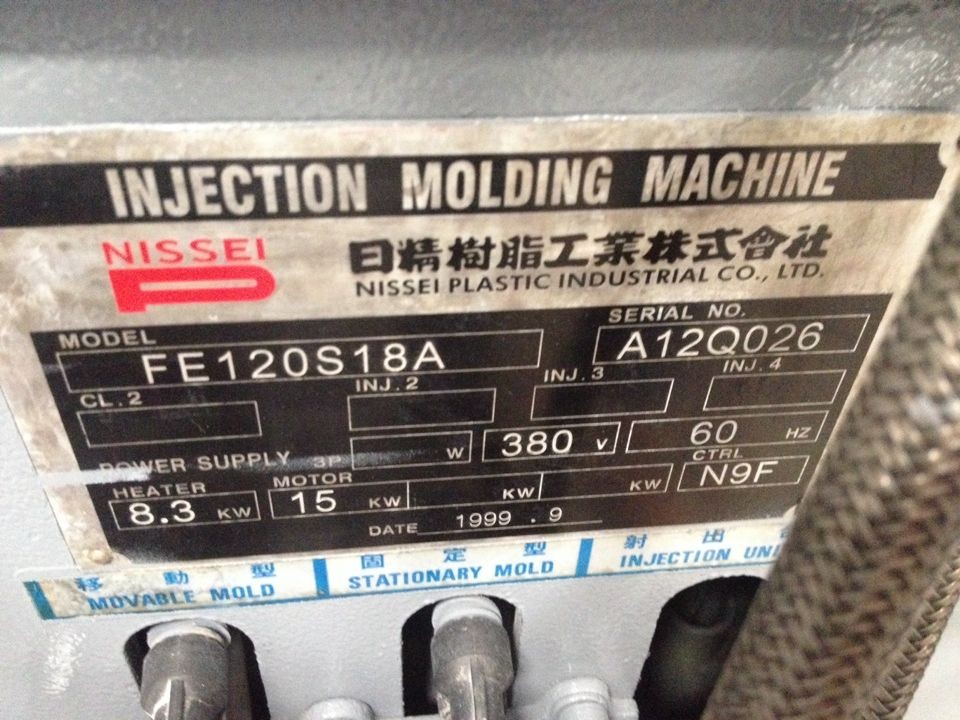 INJECTION MOLDING MACHINE
NISSEI
日精樹脂工業株式會社
NISSEI PLASTIC INDUSTRIAL CO., LTD.
MODEL
FE120S18A
SERIAL NO.
A12Q026
CL.2
INJ.2
INJ.3
INJ.4
POWER SUPPLY 3P W 380 V 60 HZ
HEATER
8.3 KW
MOTOR
15 KW KW KW
CTRL
N9F
DATE 1999 . 9
移動型 固定型 射出
MOVABLE MOLD STATIONARY MOLD INJECTION